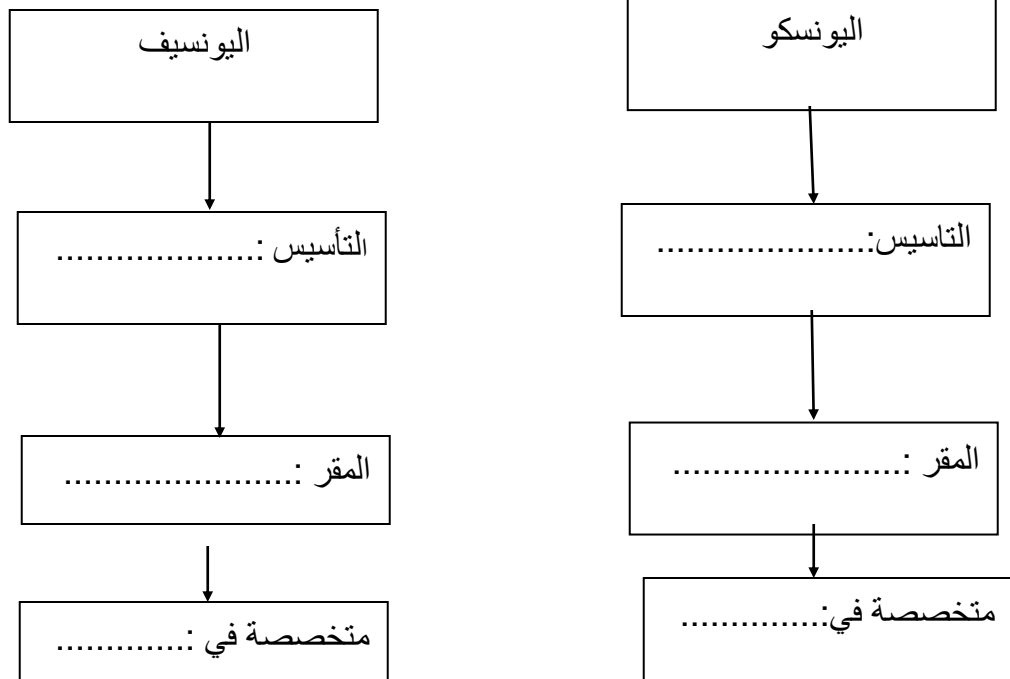 اليونسكو
اليونسيف
التاسيس:.....................
التأسيس :....................
المقر :.......................
المقر :.......................
متخصصة في:..............
متخصصة في :.............